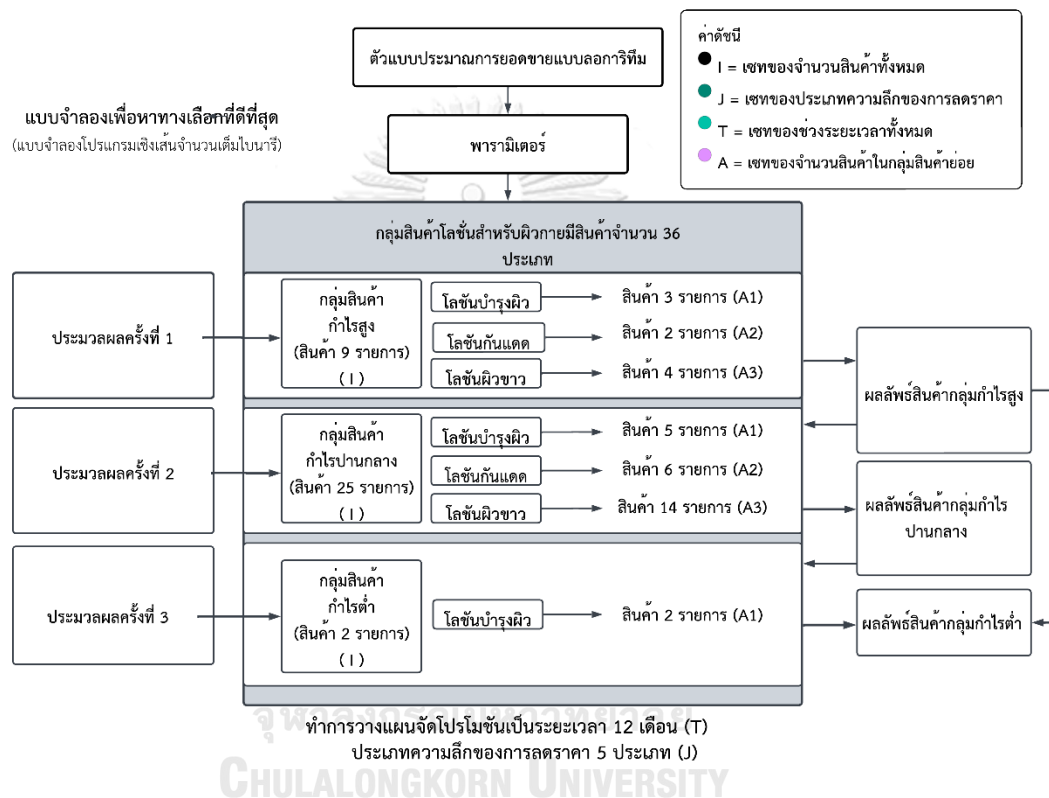 ตัวแบบประมาณการยอดขายแบบลอการิทึม
ค่าดัชนี
I = เซทของจำนวนสินค้าทั้งหมด
J = เซทของประเภทความลึกของการลดราคา
T = เซทของช่วงระยะเวลาทั้งหมด
A = เซทของจำนวนสินค้าในกลุ่มสินค้าย่อย
แบบจำลองเพื่อหาทางเลือกที่ดีที่สุด
(แบบจำลองโปรแกรมเชิงเส้นจำนวนเต็มไบนารี)
พารามิเตอร์
กลุ่มสินค้าโลชั่นสำหรับผิวกายมีสินค้าจำนวน 36
ประเภท
ประมวลผลครั้งที่ 1
กลุ่มสินค้า
กำไรสูง
(สินค้า 9 รายการ)
( I )
โลชันบำรุงผิว
สินค้า 3 รายการ (A1)
โลชันกันแดด
สินค้า 2 รายการ (A2)
โลชันผิวขาว
สินค้า 4 รายการ (A3)
ผลลัพธ์สินค้ากลุ่มกำไรสูง
ประมวลผลครั้งที่ 2
กลุ่มสินค้า
กำไรปานกลาง
(สินค้า 25 รายการ)
( I )
โลชันบำรุงผิว
สินค้า 5 รายการ (A1)
โลชันกันแดด
สินค้า 6 รายการ (A2)
โลชันผิวขาว
สินค้า 14 รายการ (A3)
ผลลัพธ์สินค้ากลุ่มกำไร
ปานกลาง
ประมวลผลครั้งที่ 3
กลุ่มสินค้า
กำไรต่ำ
(สินค้า 2 รายการ)
( I )
โลชันบำรุงผิว
สินค้า 2 รายการ (A1)
ผลลัพธ์สินค้ากลุ่มกำไรต่ำ
จุฬาลงกรณ์มหาวิทยาลัย
ทำการวางแผนจัดโปรโมชันเป็นระยะเวลา 12 เดือน (T)
ประเภทความลึกของการลดราคา 5 ประเภท (J)
CHULALONGKORN UNIVERSITY